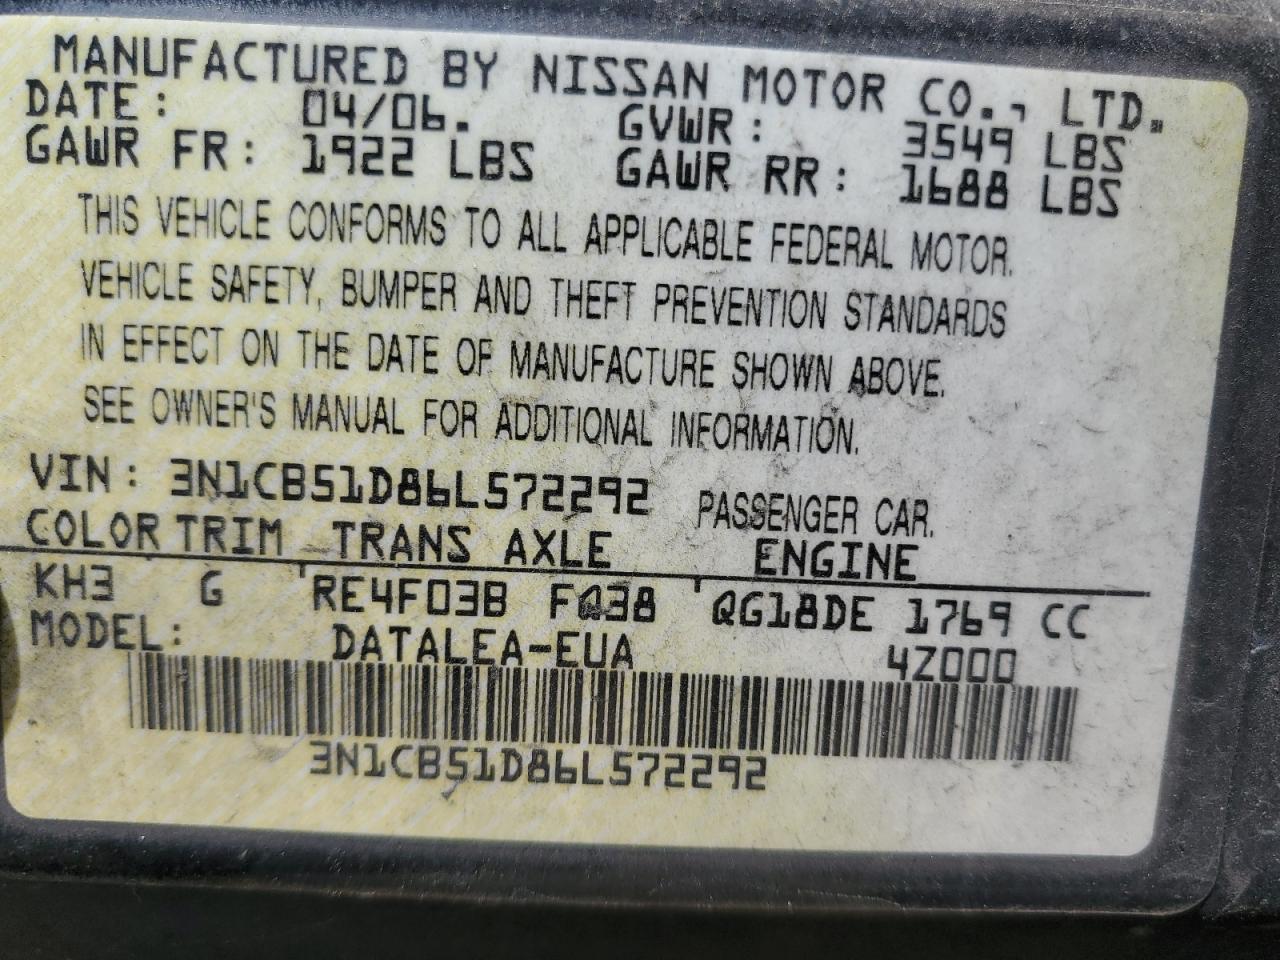 MANUFACTURED BY NISSAN MOTOR CO., LTD.
DATE: 04/06. GVWR: 3549 LBS
GAWR FR: 1922 LBS GAWR RR: 1688 LBS
THIS VEHICLE CONFORMS TO ALL APPLICABLE FEDERAL MOTOR.
VEHICLE SAFETY, BUMPER AND THEFT PREVENTION STANDARDS
IN EFFECT ON THE DATE OF MANUFACTURE SHOWN ABOVE.
SEE OWNER'S MANUAL FOR ADDITIONAL INFORMATION.
VIN: 3N1CB51D86L572292 PASSENGER CAR.
COLOR TRIM TRANS AXLE ENGINE
KH3 G RE4F03B FQ38 QG18DE 1769 CC
MODEL: DATALEA-EUA 4Z000
3N1CB51D86L572292